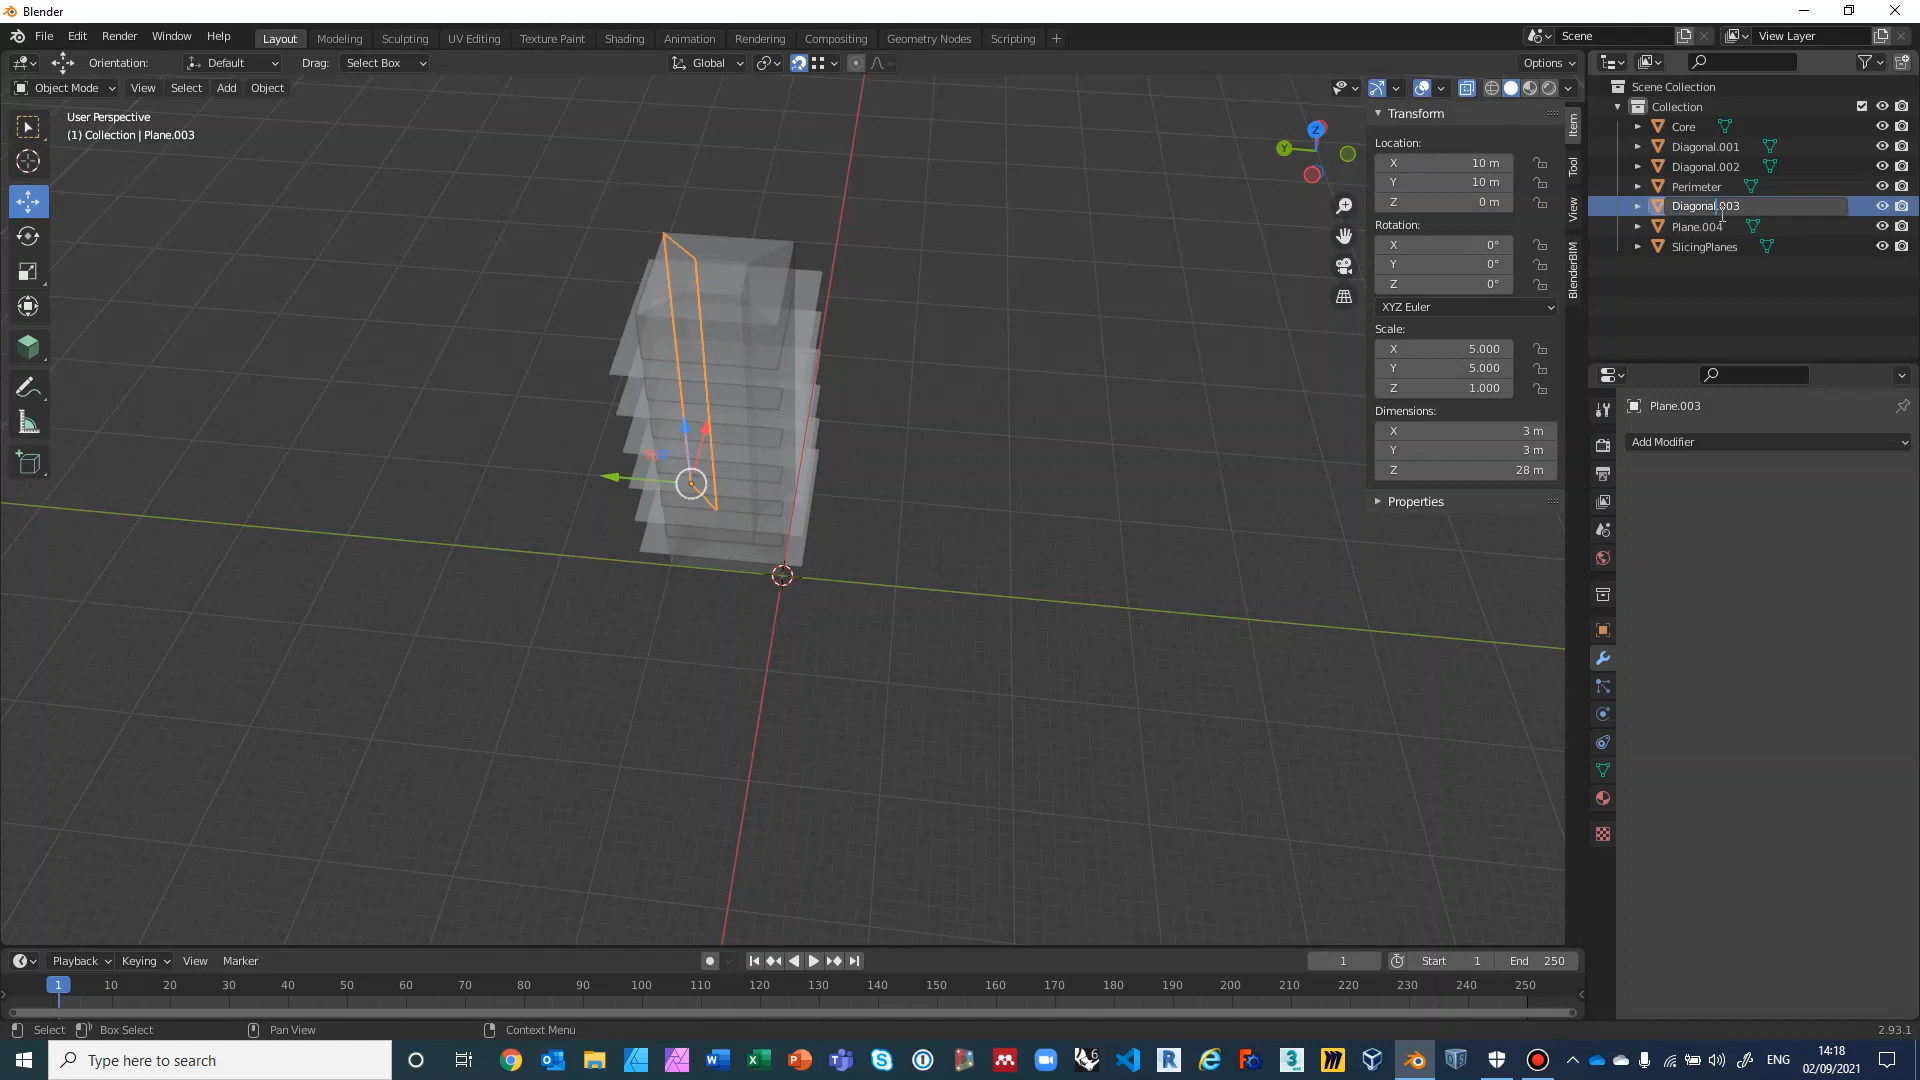 Blender
File Edit Render Window Help Layout Modeling Sculpting UV Editing Texture Paint Shading Animation Rendering Compositing Geometry Nodes Scripting Scene View Layer
Orientation: Default Drag: Select Box Global Options
Object Mode View Select Add Object
User Perspective
(1) Collection | Plane.003
Transform
Location:
X 10 m
Y 10 m
Z 0 m
Rotation:
X 0°
Y 0°
Z 0°
XYZ Euler
Scale:
X 5.000
Y 5.000
Z 1.000
Dimensions:
X 3 m
Y 3 m
Z 28 m
Properties
Item
Tool
View
BlenderBIM
Z
Y
Scene Collection
Collection
Core
Diagonal.001
Diagonal.002
Perimeter
Diagonal.003
Plane.004
SlicingPlanes
Plane.003
Add Modifier
Playback Keying View Marker 1 Start 1 End 250
1 10 20 30 40 50 60 70 80 90 100 110 120 130 140 150 160 170 180 190 200 210 220 230 240 250
Select Box Select Pan View Context Menu 2.93.1
Type here to search ENG 14:18
02/09/2021